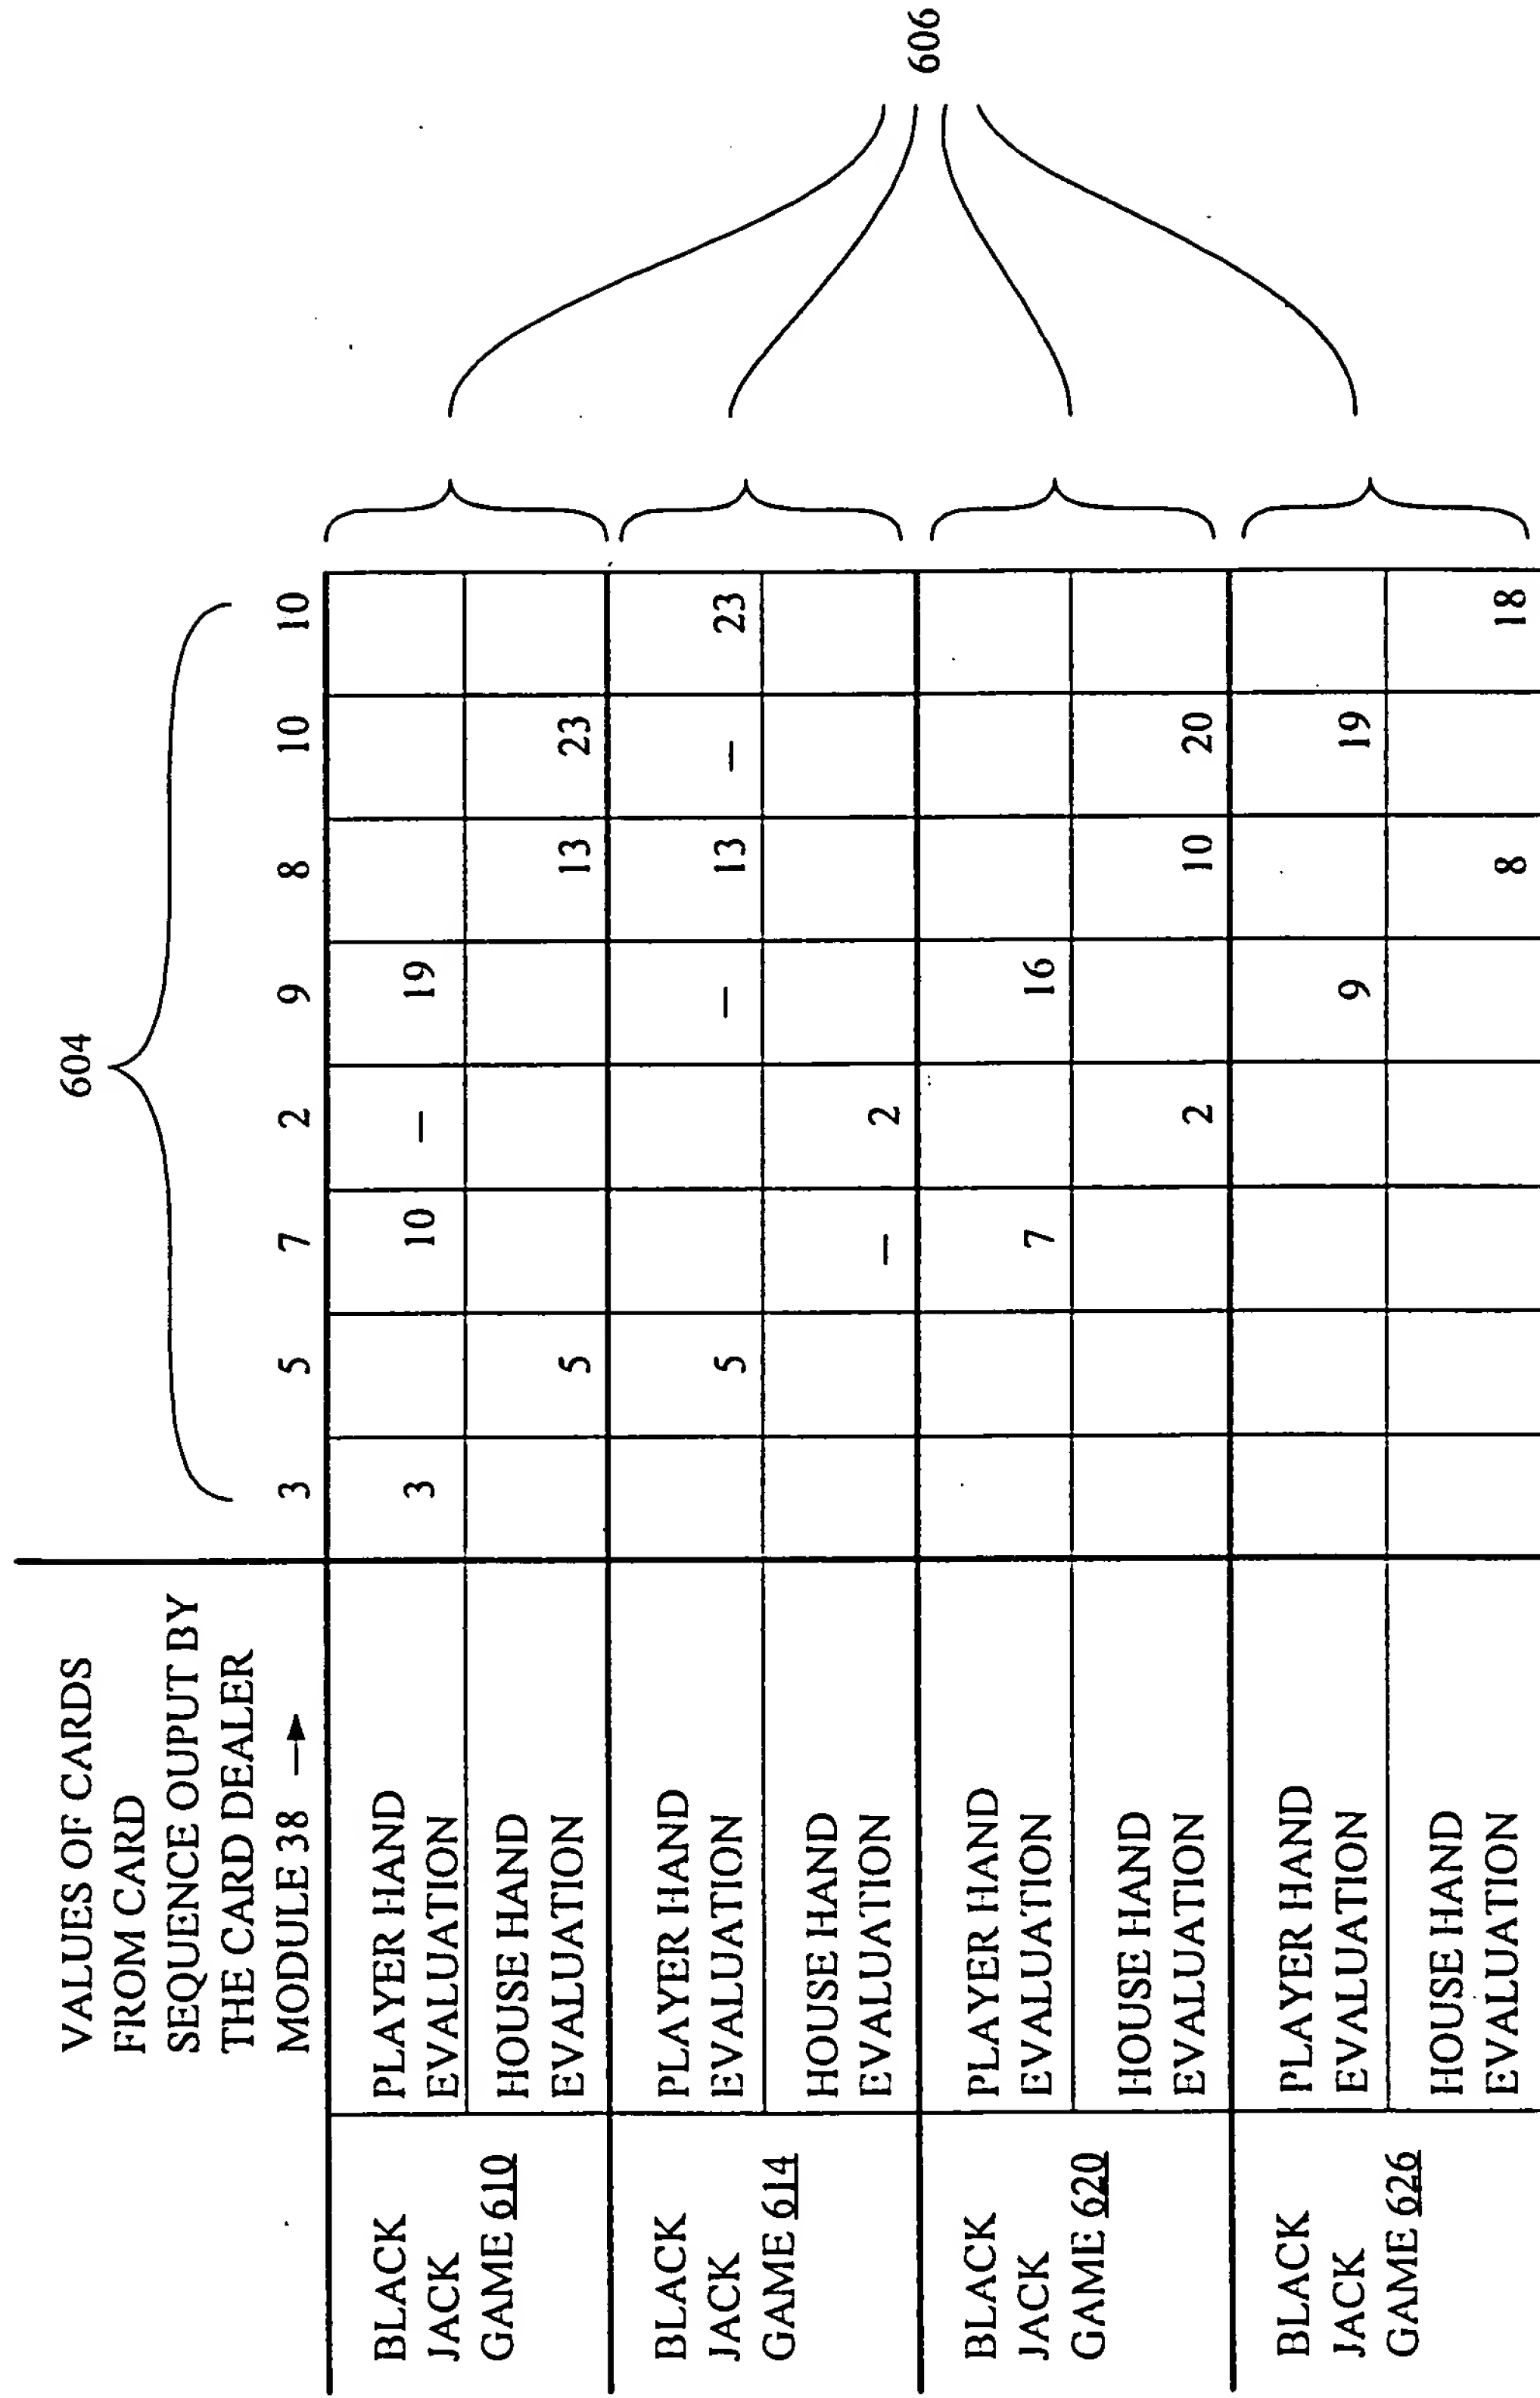 604
VALUES OF CARDS
FROM CARD
SEQUENCE OUPUT BY
THE CARD DEALER
MODULE 38 → 3 5 7 2 9 8 10 10
BLACK
JACK
GAME 610
PLAYER HAND
EVALUATION 3 10 – 19
HOUSE HAND
EVALUATION 5 13 23
BLACK
JACK
GAME 614
PLAYER HAND
EVALUATION 5 – 13 – 23
HOUSE HAND
EVALUATION – 2
BLACK
JACK
GAME 620
PLAYER HAND
EVALUATION 7 16
HOUSE HAND
EVALUATION 2 10 20
BLACK
JACK
GAME 626
PLAYER HAND
EVALUATION 9 19
HOUSE HAND
EVALUATION 8 18
606